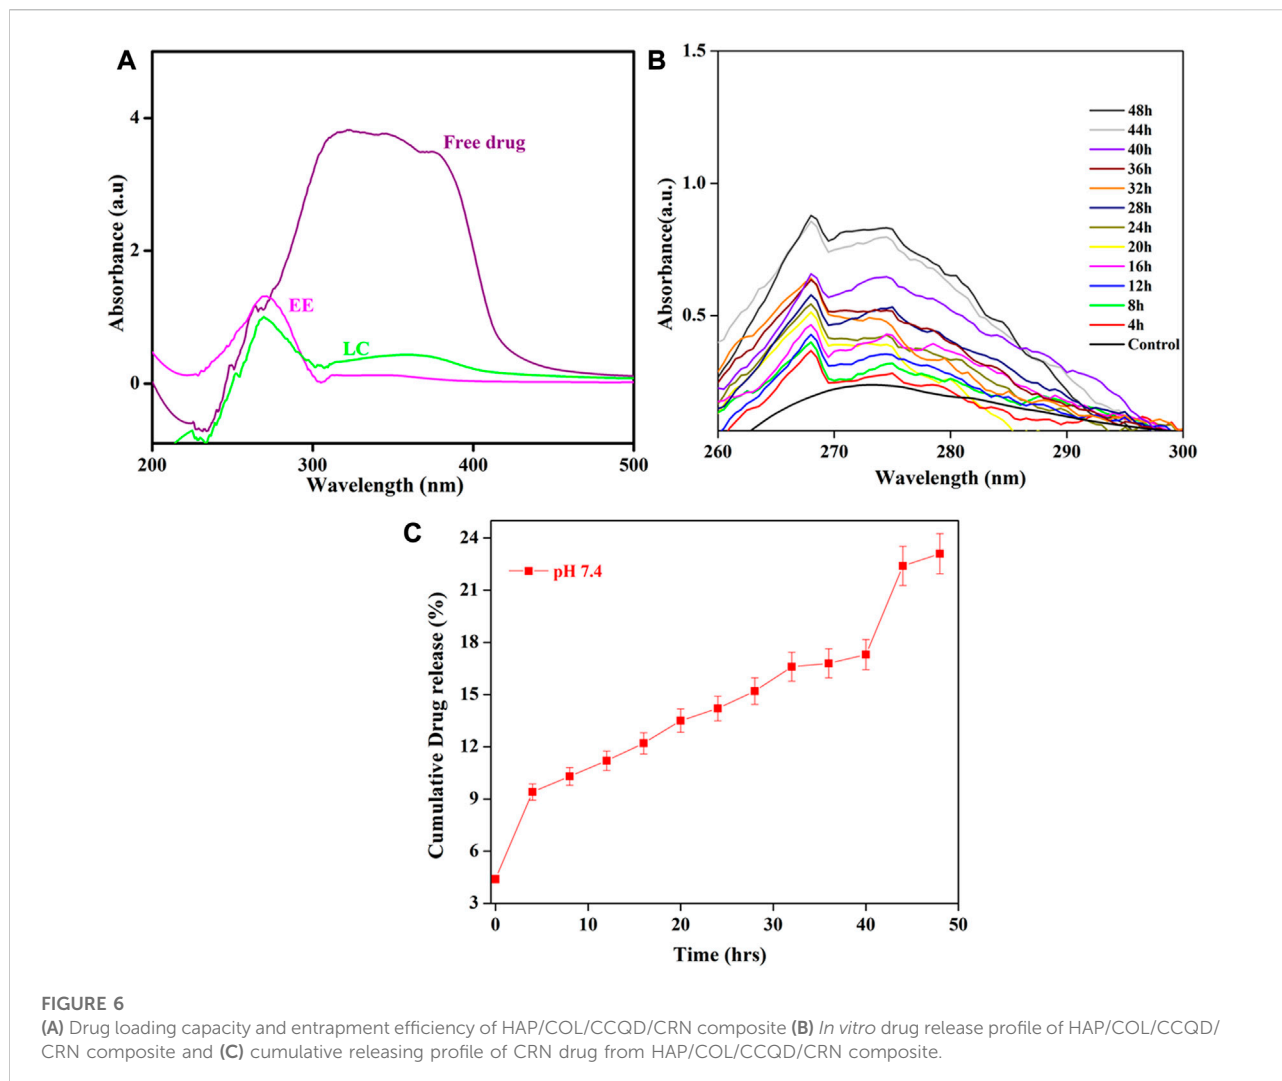 A
Absorbance (a.u)
4
2
0
Free drug
EE
LC
200
300
400
500
Wavelength (nm)
B
Absorbance(a.u.)
1.5
1.0
0.5
48h
44h
40h
36h
32h
28h
24h
20h
16h
12h
8h
4h
Control
260
270
280
290
300
Wavelength (nm)
C
Cumulative Drug release (%)
24
21
18
15
12
9
6
3
pH 7.4
0
10
20
30
40
50
Time (hrs)
FIGURE 6
(A) Drug loading capacity and entrapment efficiency of HAP/COL/CCQD/CRN composite (B) In vitro drug release profile of HAP/COL/CCQD/
CRN composite and (C) cumulative releasing profile of CRN drug from HAP/COL/CCQD/CRN composite.